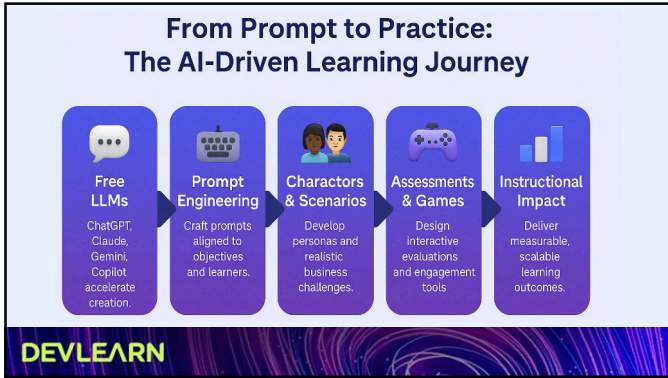 From Prompt to Practice:
The AI-Driven Learning Journey
Free
LLMs
ChatGPT,
Claude,
Gemini,
Copilot
accelerate
creation.
Prompt
Engineering
Craft prompts
aligned to
objectives
and learners.
Charactors
& Scenarios
Develop
personas and
realistic
business
challenges.
Assessments
& Games
Design
interactive
evaluations
and engagement
tools
Instructional
Impact
Deliver
measurable,
scalable
learning
outcomes.
DEVLEARN